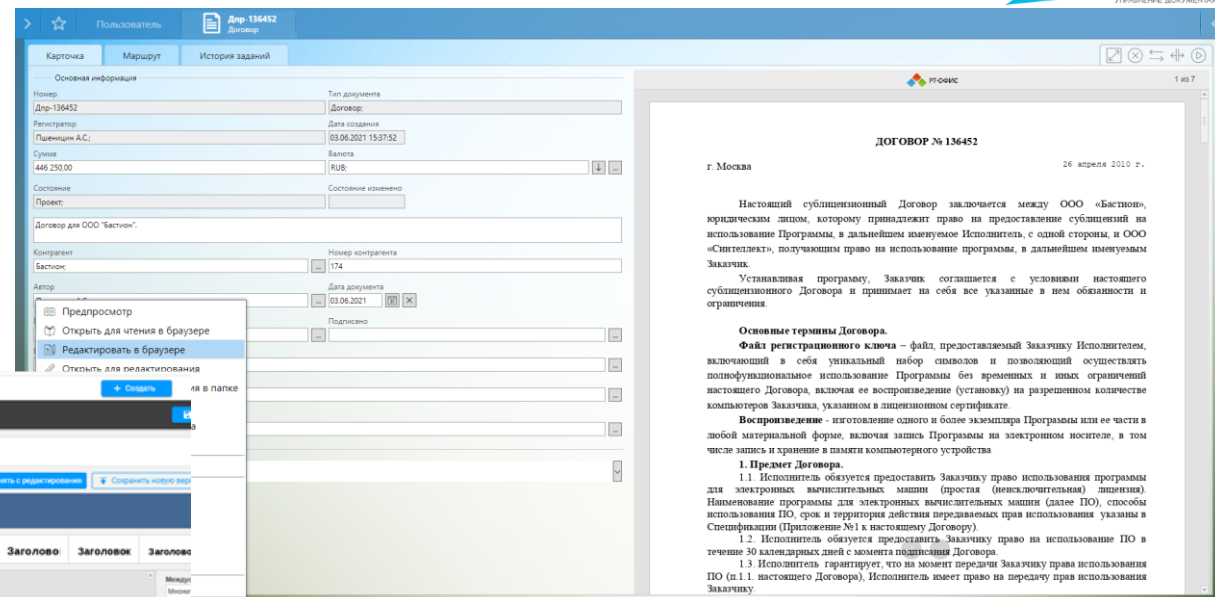 УПРАВЛЕНИЕ ДОКУМЕНТАМИ
Пользователь
Дпр-136452
Договор
Карточка
Маршрут
История заданий
Основная информация
Номер
Тип документа
Дпр-136452
Договор;
Регистратор
Дата создания
Пшеницин А.С.;
03.06.2021 15:37:52
Сумма
Валюта
446 250,00
RUB;
Состояние
Состояние изменено
Проект;
Договор для ООО "Бастион".
Контрагент
Номер контрагента
Бастион;
174
Автор
Дата документа
03.06.2021
Подписано
Предпросмотр
Открыть для чтения в браузере
Редактировать в браузере
Открыть для редактирования
ия в папке
+ Создать
а
нять с редактирования
Сохранить новую вер
Заголово
Заголовок
Заголово
Междуу
Множи
РТ-ОФИС
1 из 7
ДОГОВОР № 136452
г. Москва
26 апреля 2010 г.
Настоящий сублицензионный Договор заключается между ООО «Бастион»,
юридическим лицом, которому принадлежит право на предоставление сублицензий на
использование Программы, в дальнейшем именуемое Исполнитель, с одной стороны, и ООО
«Синтеллект», получающим право на использование программы, в дальнейшем именуемым
Заказчик.
Устанавливая программу, Заказчик соглашается с условиями настоящего
сублицензионного Договора и принимает на себя все указанные в нем обязанности и
ограничения.
Основные термины Договора.
Файл регистрационного ключа – файл, предоставляемый Заказчику Исполнителем,
включающий в себя уникальный набор символов и позволяющий осуществлять
полнофункциональное использование Программы без временных и иных ограничений
настоящего Договора, включая ее воспроизведение (установку) на разрешенном количестве
компьютеров Заказчика, указанном в лицензионном сертификате.
Воспроизведение - изготовление одного и более экземпляра Программы или ее части в
любой материальной форме, включая запись Программы на электронном носителе, в том
числе запись и хранение в памяти компьютерного устройства
1. Предмет Договора.
1.1. Исполнитель обязуется предоставить Заказчику право использования программы
для электронных вычислительных машин (простая (неисключительная) лицензия).
Наименование программы для электронных вычислительных машин (далее ПО), способы
использования ПО, срок и территория действия передаваемых прав использования указаны в
Спецификации (Приложение №1 к настоящему Договору).
1.2. Исполнитель обязуется предоставить Заказчику право на использование ПО в
течение 30 календарных дней с момента подписания Договора.
1.3. Исполнитель гарантирует, что на момент передачи Заказчику права использования
ПО (п.1.1. настоящего Договора), Исполнитель имеет право на передачу прав использования
Заказчику.